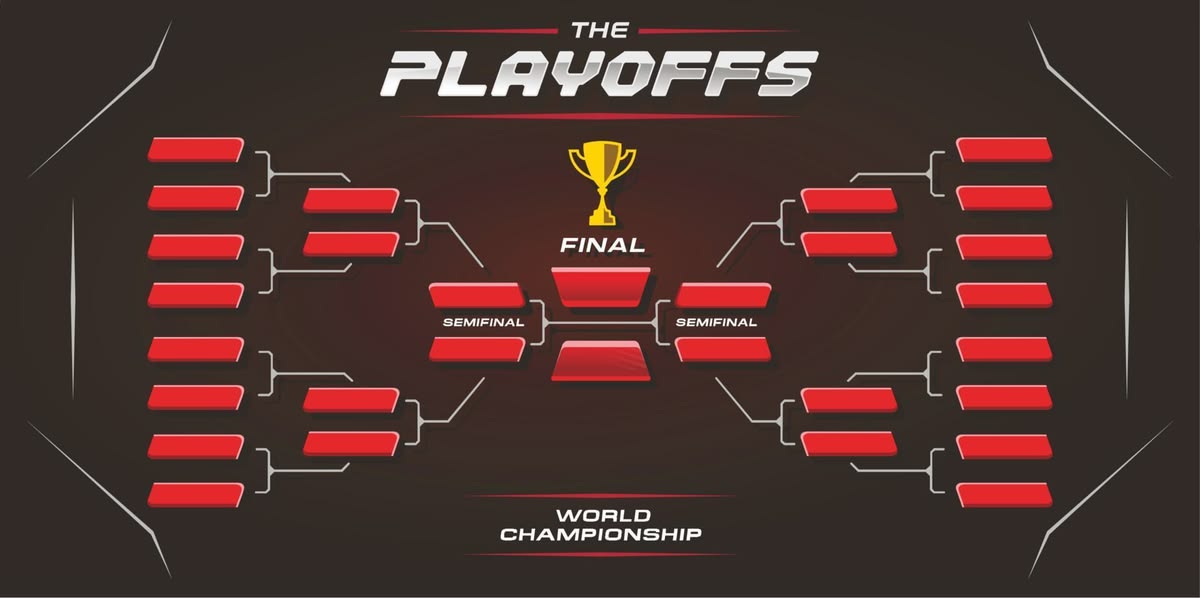 THE
PLAYOFFS
FINAL
SEMIFINAL
SEMIFINAL
WORLD
CHAMPIONSHIP